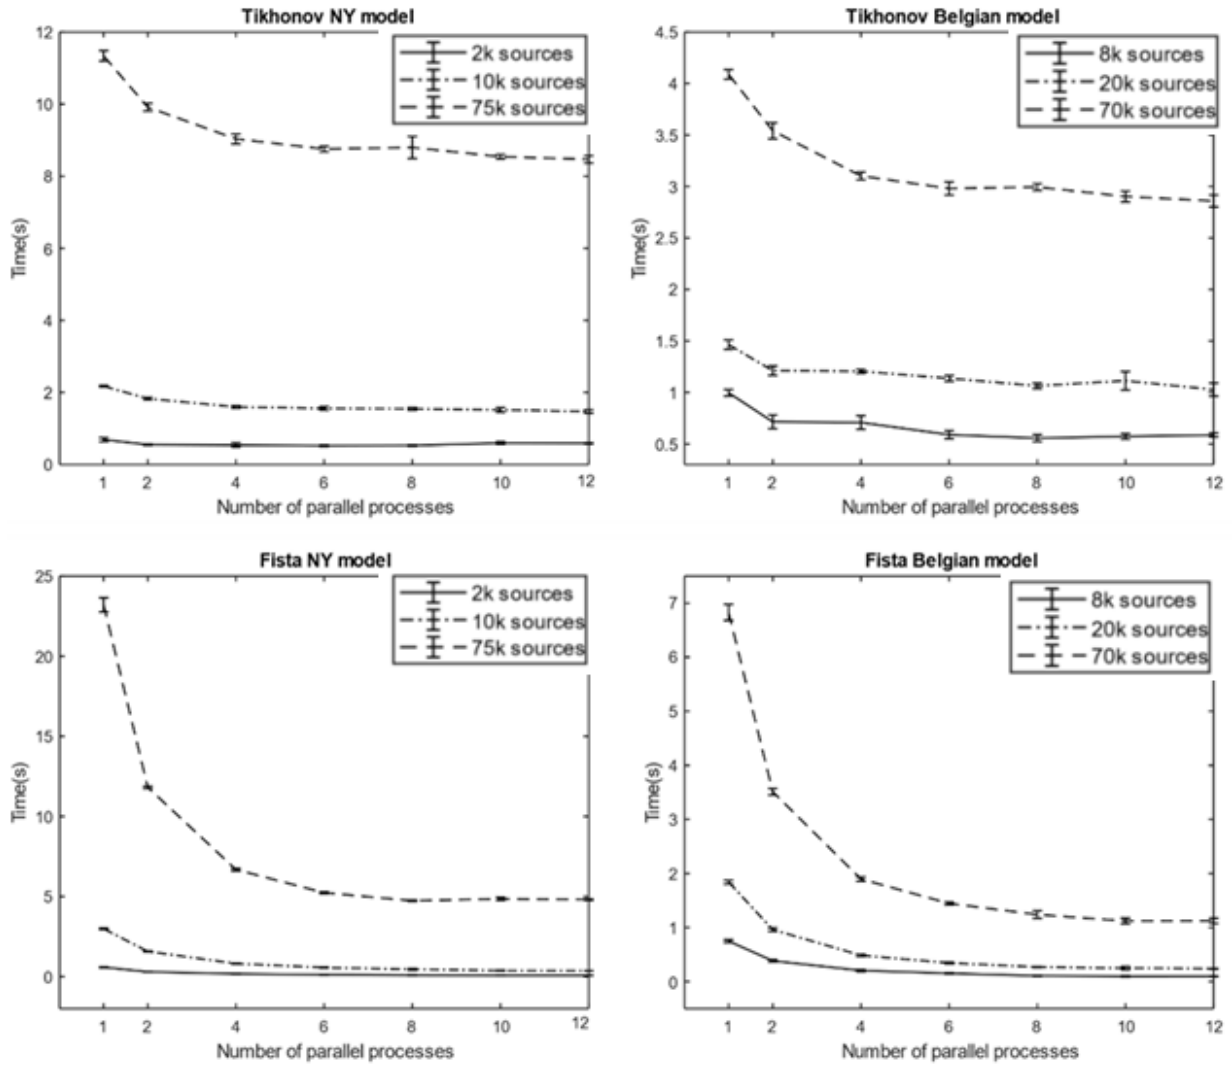 Tikhonov NY model
12
10
8
6
4
2
0
Time(s)
2k sources
10k sources
75k sources
1 2 4 6 8 10 12
Number of parallel processes
Tikhonov Belgian model
4.5
4
3.5
3
2.5
2
1.5
1
0.5
Time(s)
8k sources
20k sources
70k sources
1 2 4 6 8 10 12
Number of parallel processes
Fista NY model
25
20
15
10
5
0
Time(s)
2k sources
10k sources
75k sources
1 2 4 6 8 10 12
Number of parallel processes
Fista Belgian model
7
6
5
4
3
2
1
0
Time(s)
8k sources
20k sources
70k sources
1 2 4 6 8 10 12
Number of parallel processes